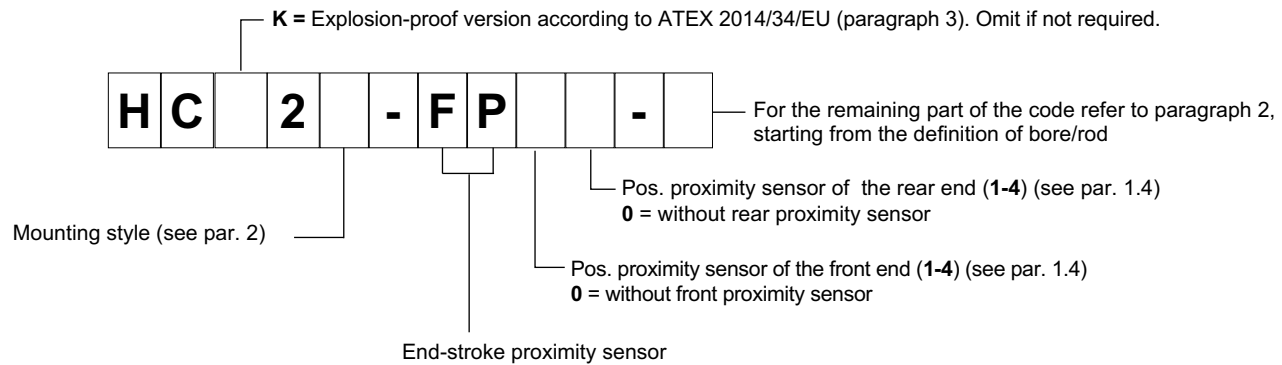 K = Explosion-proof version according to ATEX 2014/34/EU (paragraph 3). Omit if not required.
H C 2 - F P -
For the remaining part of the code refer to paragraph 2,
starting from the definition of bore/rod
Pos. proximity sensor of the rear end (1-4) (see par. 1.4)
0 = without rear proximity sensor
Mounting style (see par. 2)
Pos. proximity sensor of the front end (1-4) (see par. 1.4)
0 = without front proximity sensor
End-stroke proximity sensor